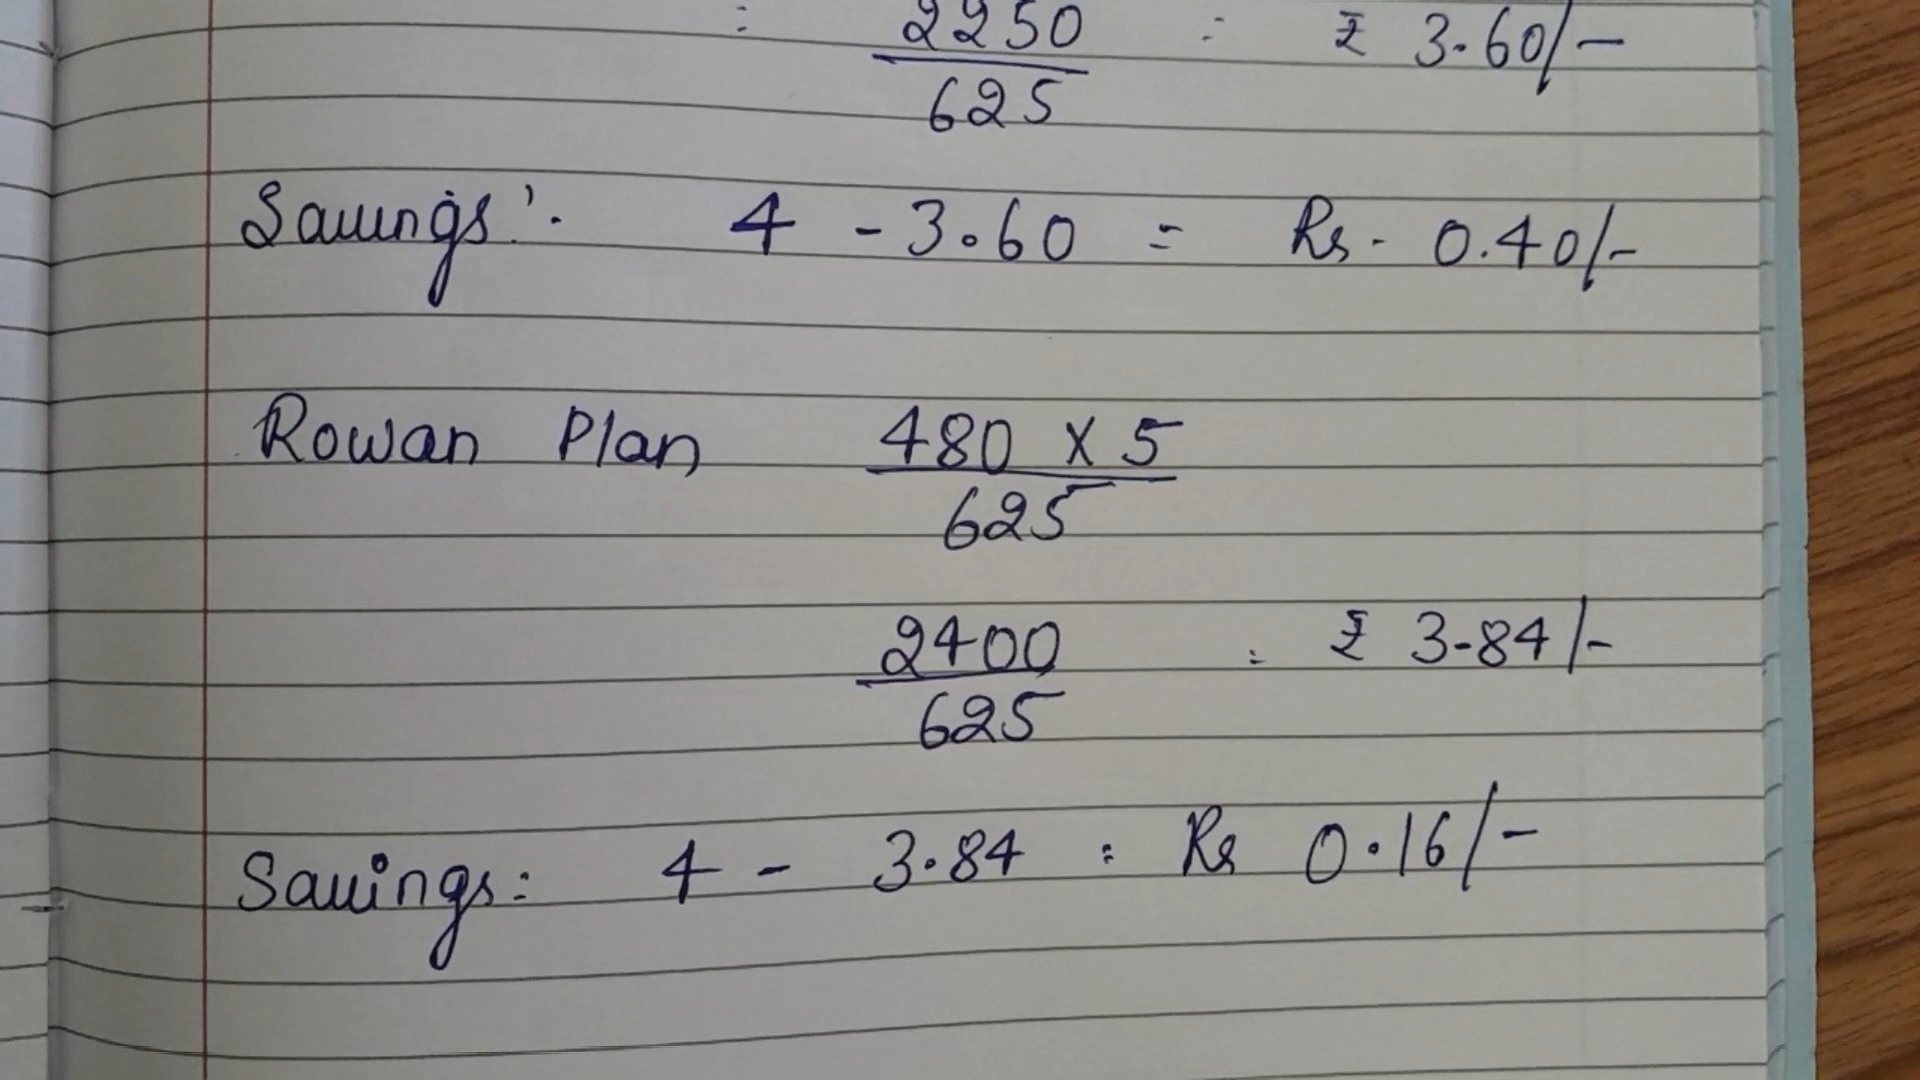 = 2250 = ₹ 3.60/-
625
Savings:- 4 - 3.60 = Rs. 0.40/-
Rowan Plan 480 x 5
625
2400 = ₹ 3.84/-
625
Savings: 4 - 3.84 = Rs 0.16/-